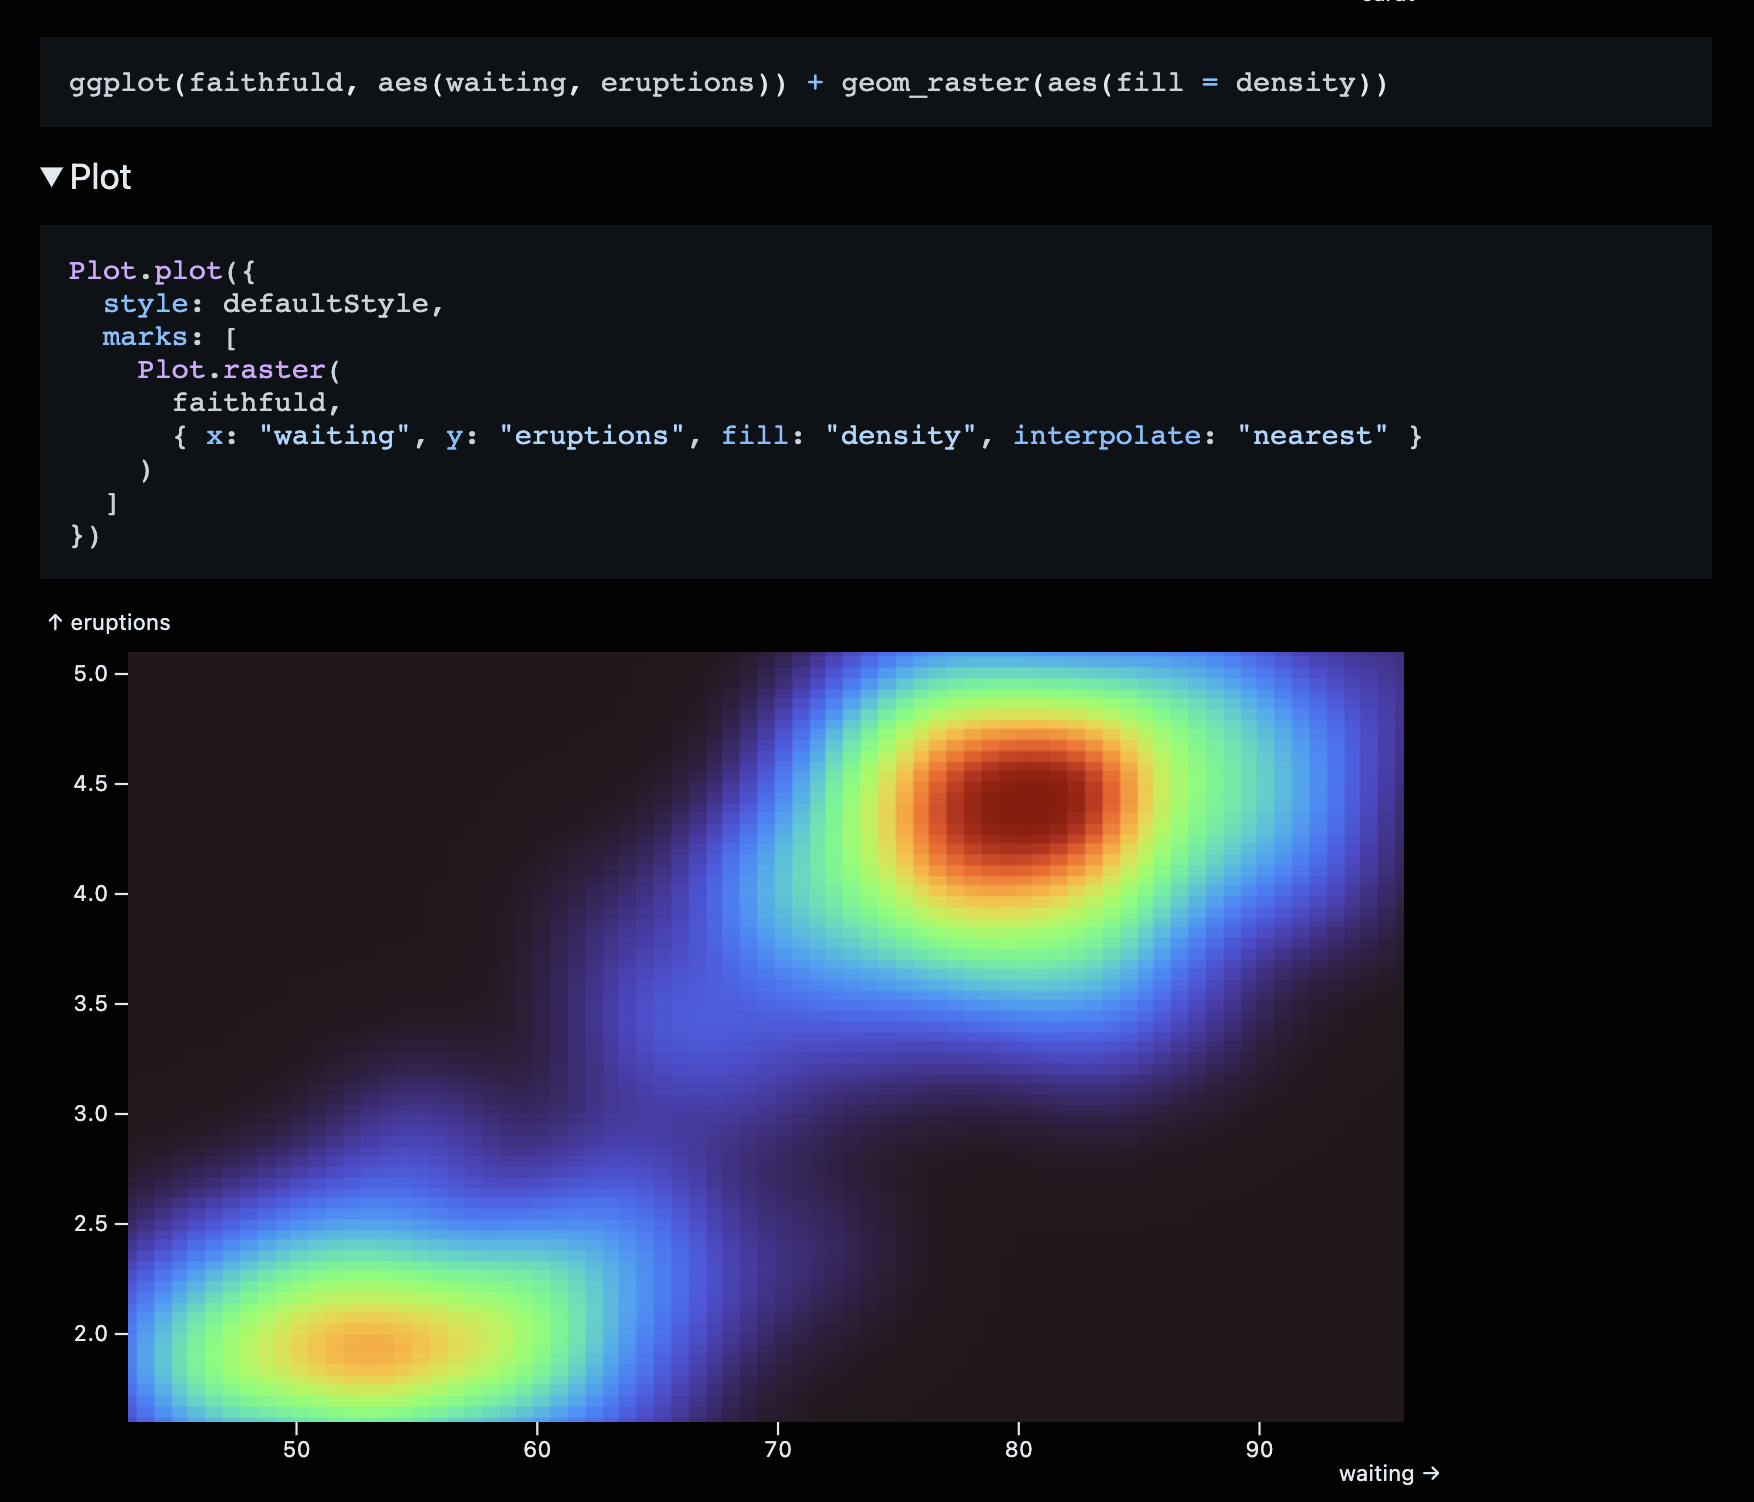 ggplot(faithfuld, aes(waiting, eruptions)) + geom_raster(aes(fill = density))
▼ Plot
Plot.plot({
  style: defaultStyle,
  marks: [
    Plot.raster(
      faithfuld,
      { x: "waiting", y: "eruptions", fill: "density", interpolate: "nearest" }
    )
  ]
})
↑ eruptions
5.0
4.5
4.0
3.5
3.0
2.5
2.0
50 60 70 80 90
waiting →